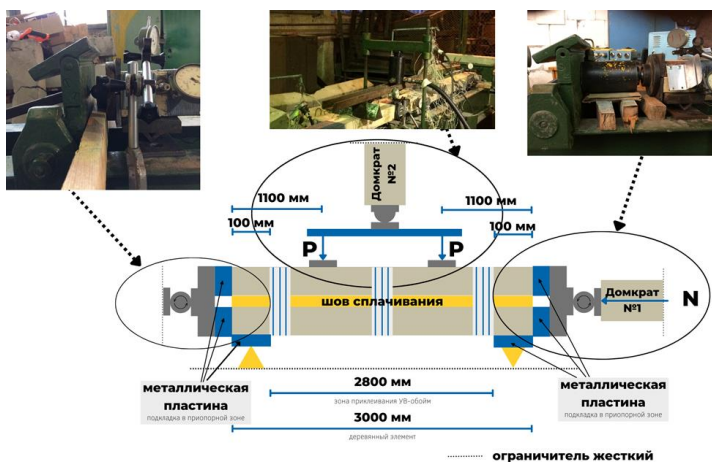 Домкрат
№2
1100 мм
1100 мм
100 мм
100 мм
P
P
шов сплачивания
Домкрат
№1
N
металлическая
пластина
подкладка в приопорной зоне
2800 мм
зона приклеивания УВ-обойм
3000 мм
деревянный элемент
металлическая
пластина
подкладка в приопорной зоне
ограничитель жесткий